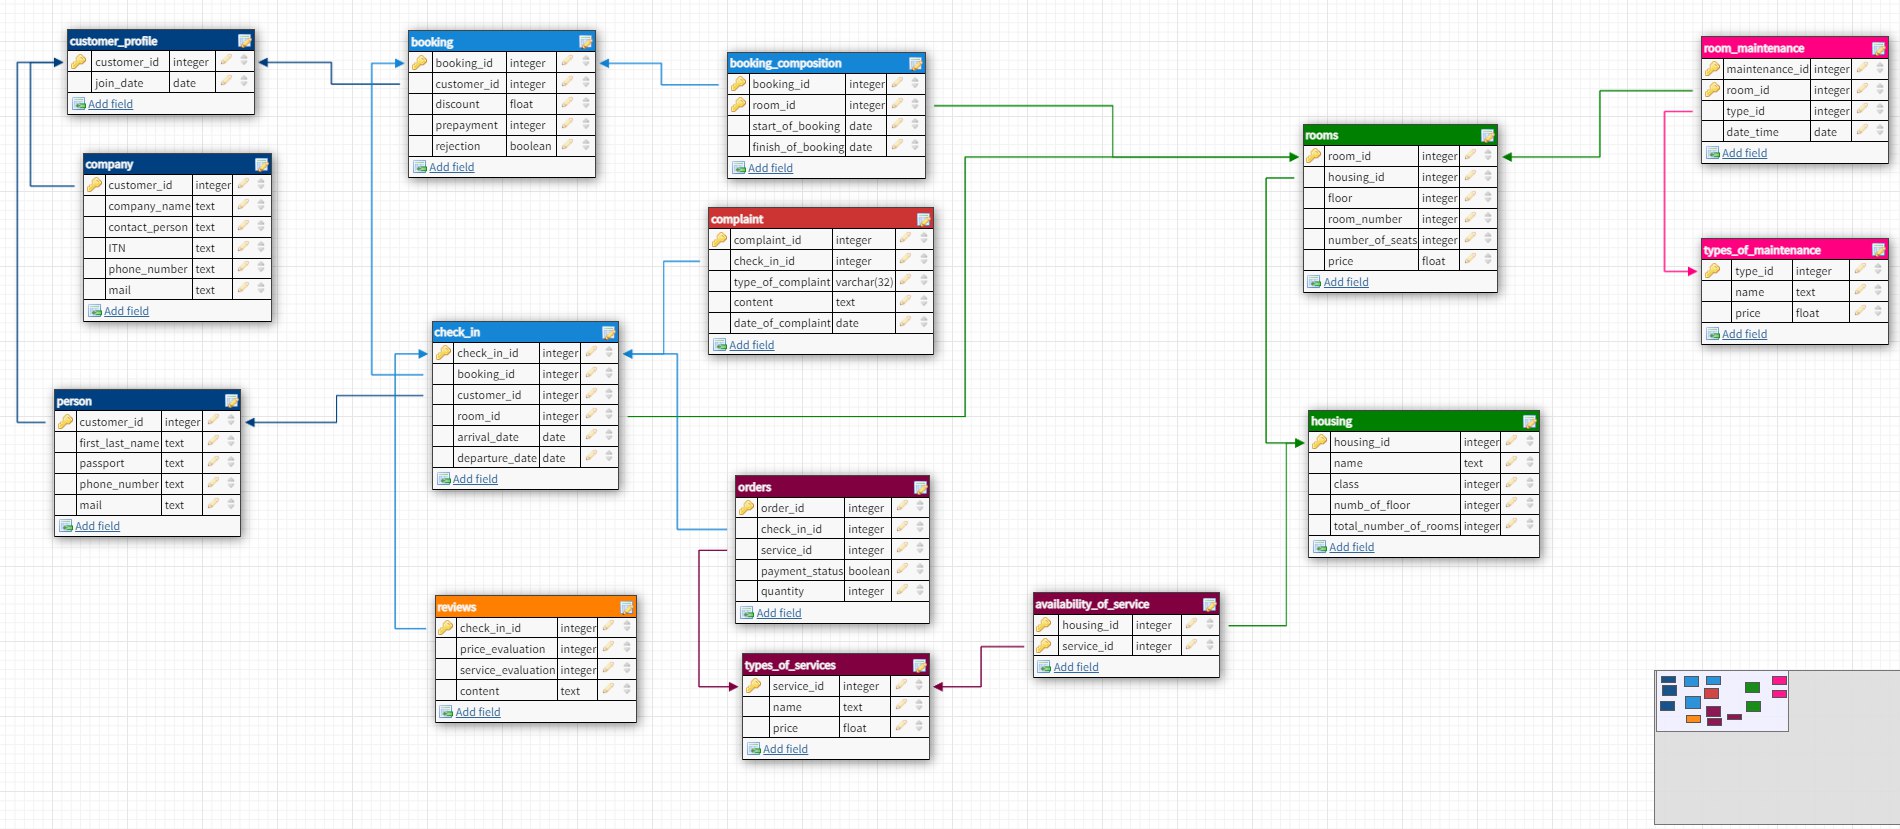 customer_profile
customer_id integer
join_date date
Add field
company
customer_id integer
company_name text
contact_person text
ITN text
phone_number text
mail text
Add field
person
customer_id integer
first_last_name text
passport text
phone_number text
mail text
Add field
booking
booking_id integer
customer_id integer
discount float
prepayment integer
rejection boolean
Add field
check_in
check_in_id integer
booking_id integer
customer_id integer
room_id integer
arrival_date date
departure_date date
Add field
reviews
check_in_id integer
price_evaluation integer
service_evaluation integer
content text
Add field
booking_composition
booking_id integer
room_id integer
start_of_booking date
finish_of_booking date
Add field
complaint
complaint_id integer
check_in_id integer
type_of_complaint varchar(32)
content text
date_of_complaint date
Add field
orders
order_id integer
check_in_id integer
service_id integer
payment_status boolean
quantity integer
Add field
types_of_services
service_id integer
name text
price float
Add field
availability_of_service
housing_id integer
service_id integer
Add field
rooms
room_id integer
housing_id integer
floor integer
room_number integer
number_of_seats integer
price float
Add field
housing
housing_id integer
name text
class integer
numb_of_floor integer
total_number_of_rooms integer
Add field
room_maintenance
maintenance_id integer
room_id integer
type_id integer
date_time date
Add field
types_of_maintenance
type_id integer
name text
price float
Add field